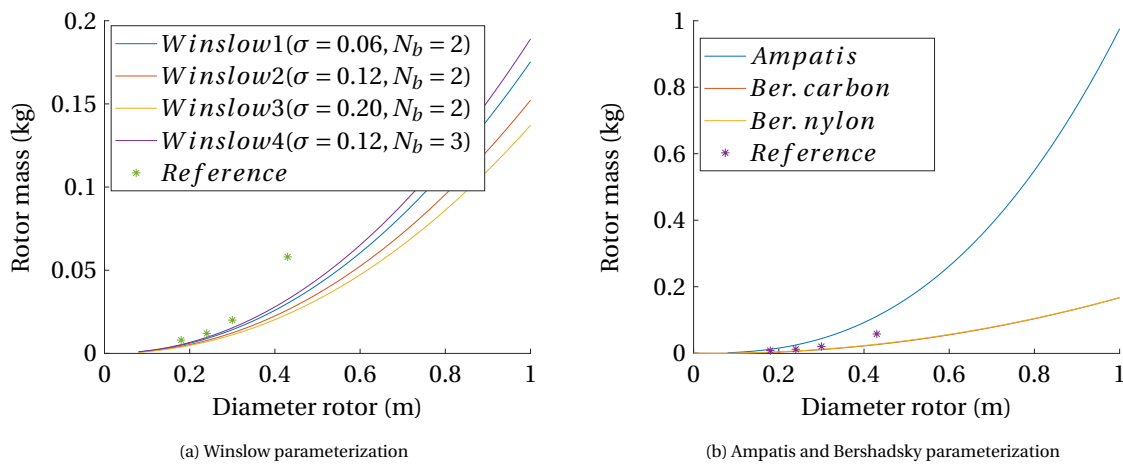 0.2
0.15
0.1
0.05
0
Rotor mass (kg)
Winslow1(σ = 0.06, N_b = 2)
Winslow2(σ = 0.12, N_b = 2)
Winslow3(σ = 0.20, N_b = 2)
Winslow4(σ = 0.12, N_b = 3)
Reference
0 0.2 0.4 0.6 0.8 1
Diameter rotor (m)
(a) Winslow parameterization
1
0.8
0.6
0.4
0.2
0
Rotor mass (kg)
Ampatis
Ber. carbon
Ber. nylon
Reference
0 0.2 0.4 0.6 0.8 1
Diameter rotor (m)
(b) Ampatis and Bershadsky parameterization